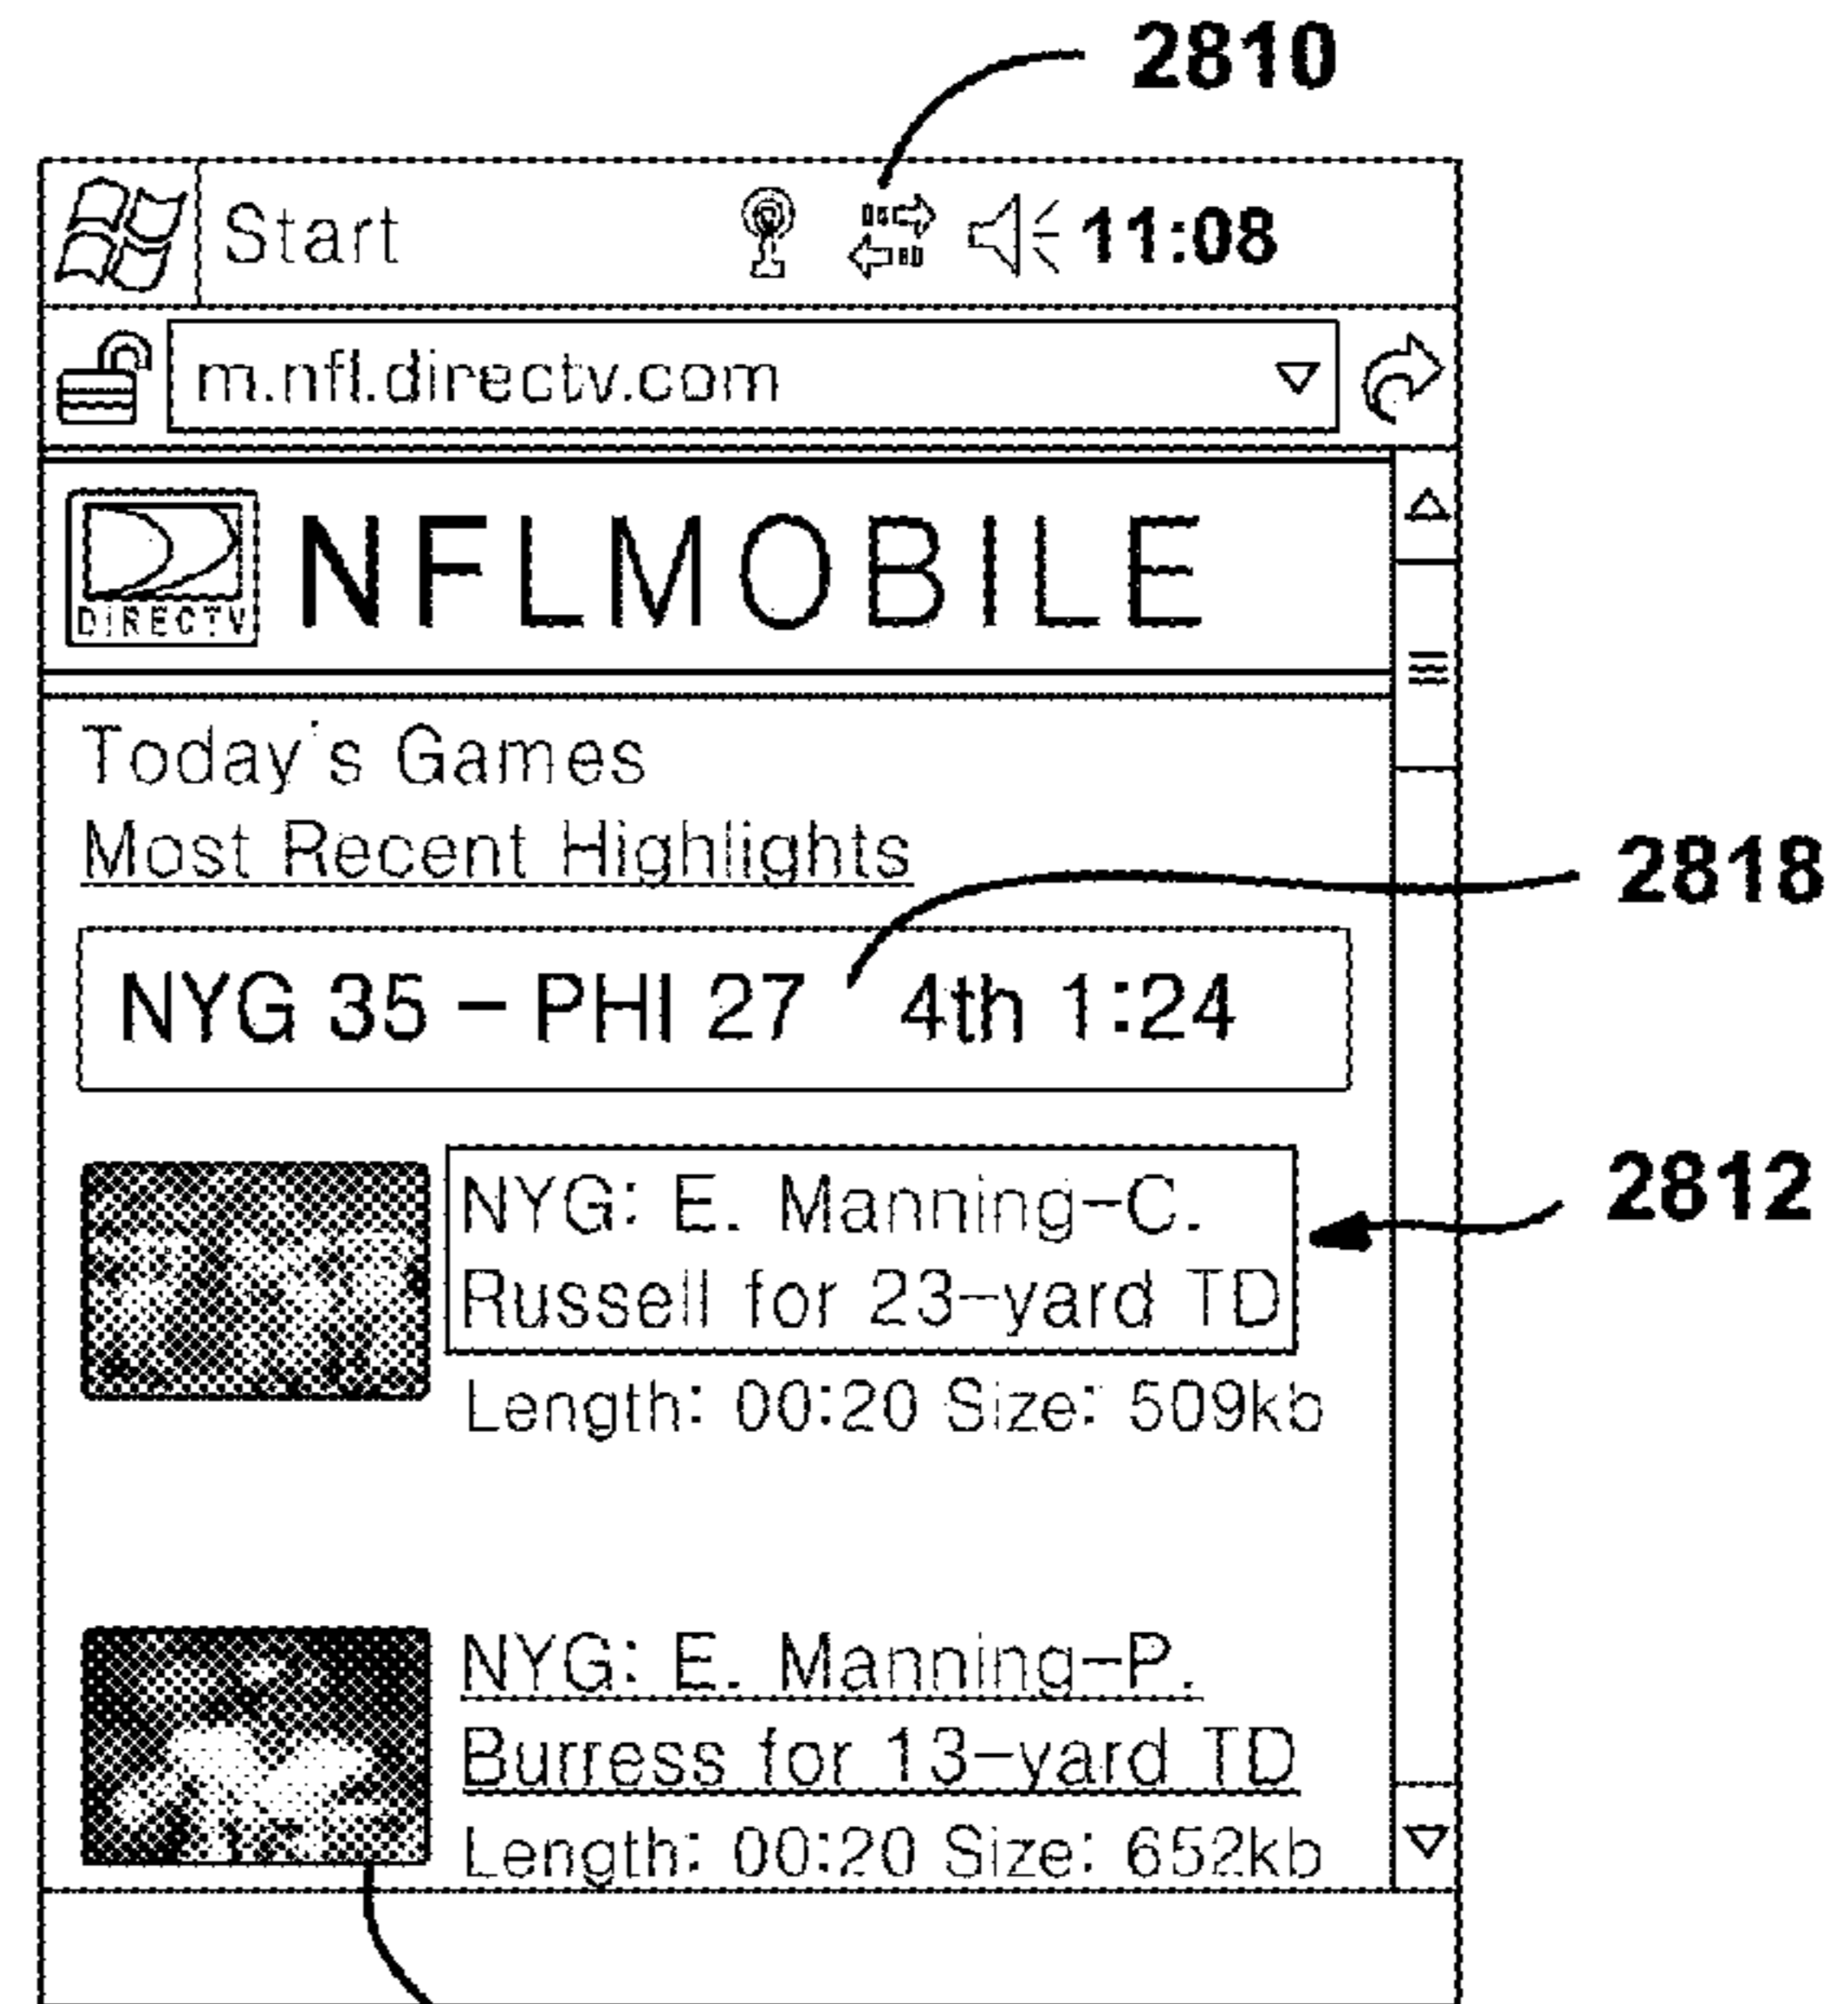 2810
Start 11:08
m.nfl.directv.com
DIRECTV NFLMOBILE
Today's Games
Most Recent Highlights
2818
NYG 35 – PHI 27 4th 1:24
2812
NYG: E. Manning–C.
Russell for 23–yard TD
Length: 00:20 Size: 509kb
NYG: E. Manning–P.
Burress for 13–yard TD
Length: 00:20 Size: 652kb